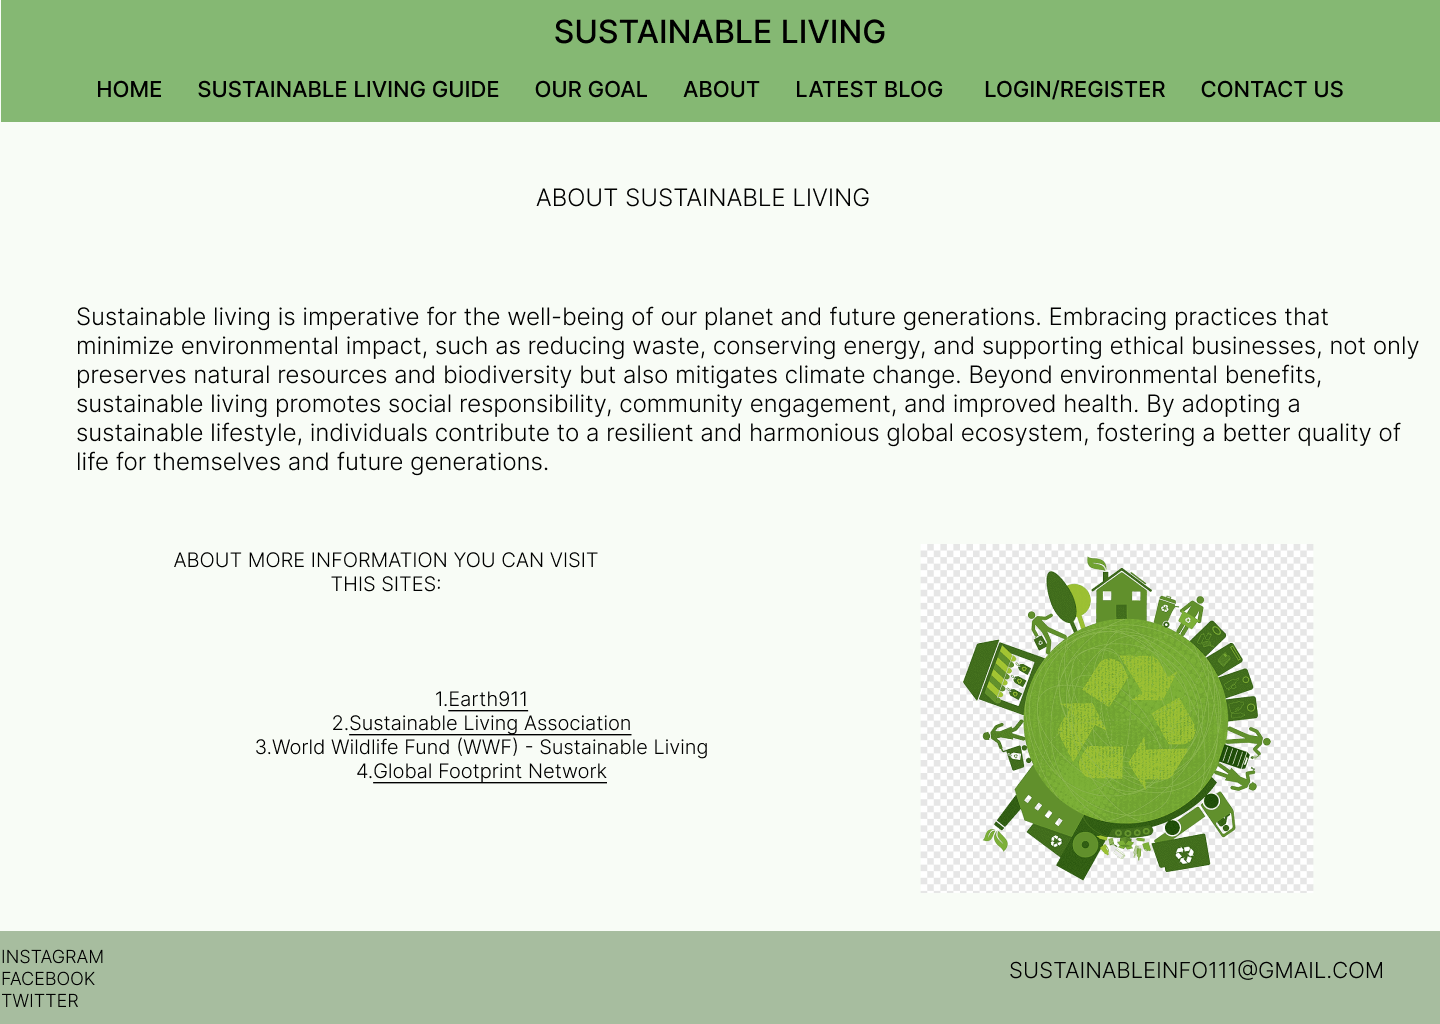 SUSTAINABLE LIVING
HOME SUSTAINABLE LIVING GUIDE OUR GOAL ABOUT LATEST BLOG LOGIN/REGISTER CONTACT US
ABOUT SUSTAINABLE LIVING
Sustainable living is imperative for the well-being of our planet and future generations. Embracing practices that
minimize environmental impact, such as reducing waste, conserving energy, and supporting ethical businesses, not only
preserves natural resources and biodiversity but also mitigates climate change. Beyond environmental benefits,
sustainable living promotes social responsibility, community engagement, and improved health. By adopting a
sustainable lifestyle, individuals contribute to a resilient and harmonious global ecosystem, fostering a better quality of
life for themselves and future generations.
ABOUT MORE INFORMATION YOU CAN VISIT
THIS SITES:
1.Earth911
2.Sustainable Living Association
3.World Wildlife Fund (WWF) - Sustainable Living
4.Global Footprint Network
INSTAGRAM
FACEBOOK
TWITTER
SUSTAINABLEINFO111@GMAIL.COM